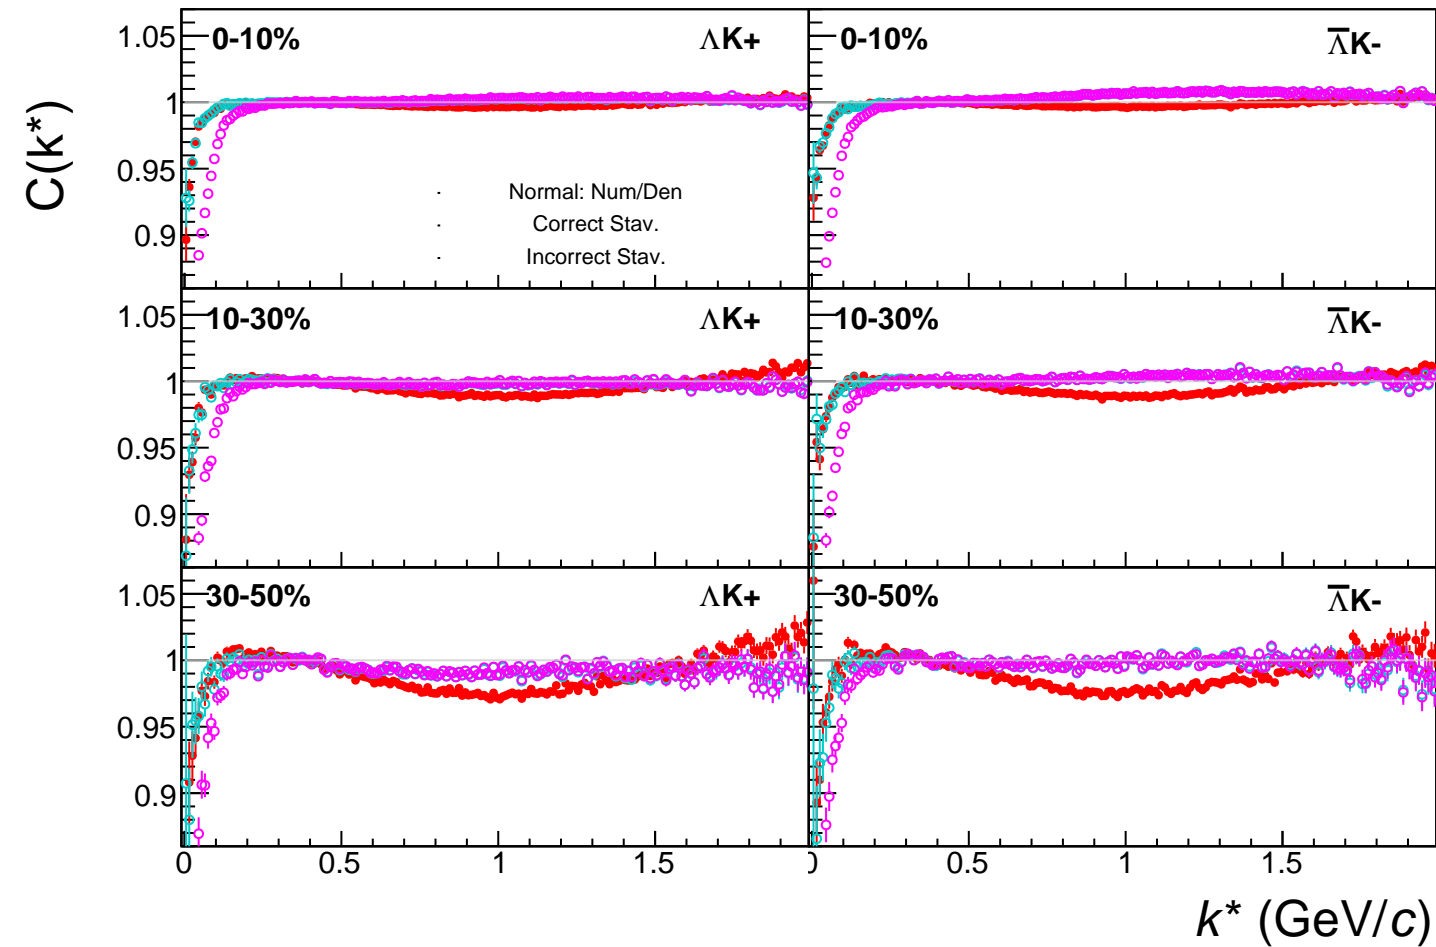 C(k*)
0-10%
ΛK+
1.05
1
0.95
0.9
Normal: Num/Den
Correct Stav.
Incorrect Stav.
0-10%
Λ̅K-
10-30%
ΛK+
1.05
1
0.95
0.9
10-30%
Λ̅K-
30-50%
ΛK+
1.05
1
0.95
0.9
30-50%
Λ̅K-
0 0.5 1 1.5
0 0.5 1 1.5
k* (GeV/c)